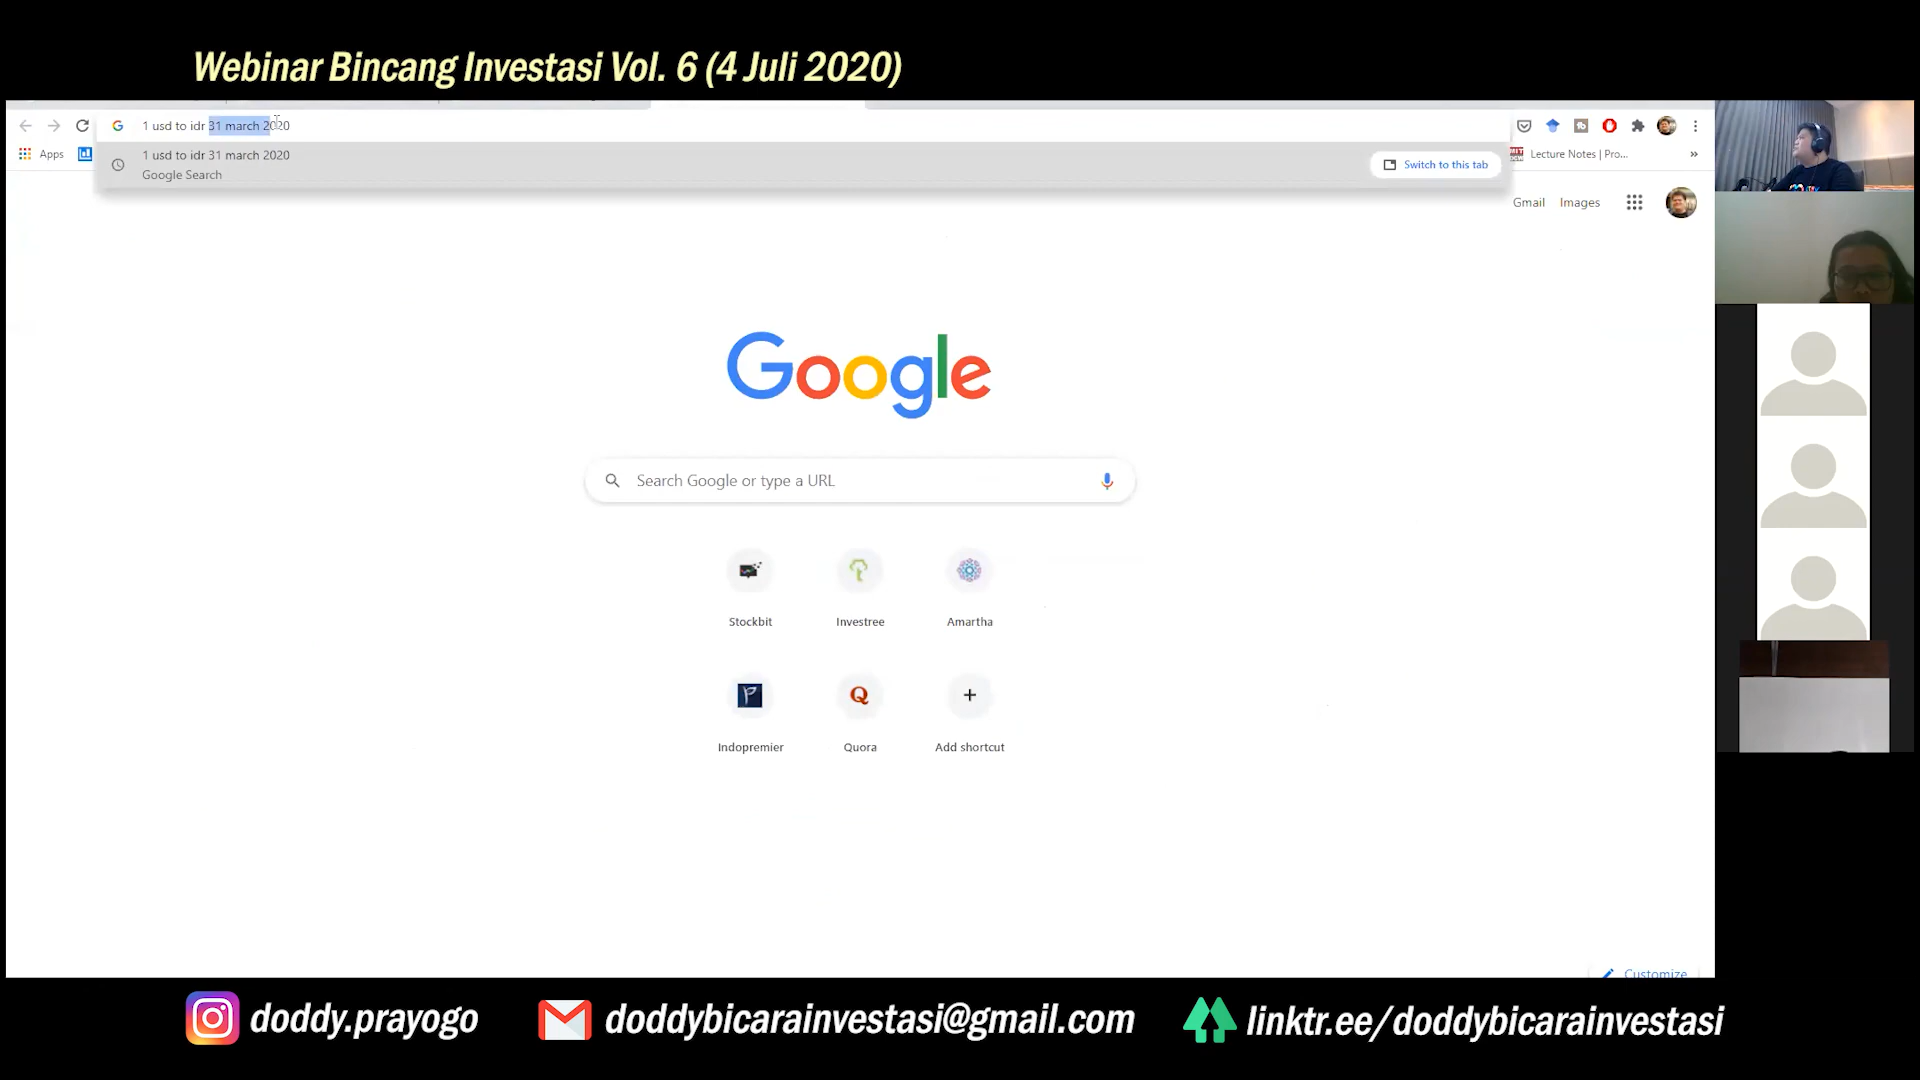 Webinar Bincang Investasi Vol. 6 (4 Juli 2020)
1 usd to idr 31 march 2020
1 usd to idr 31 march 2020
Google Search
Switch to this tab
Apps
Lecture Notes | Pro...
»
Gmail Images
Google
Search Google or type a URL
Stockbit Investree Amartha
Indopremier Quora Add shortcut
Customize
doddy.prayogo doddybicarainvestasi@gmail.com linktr.ee/doddybicarainvestasi